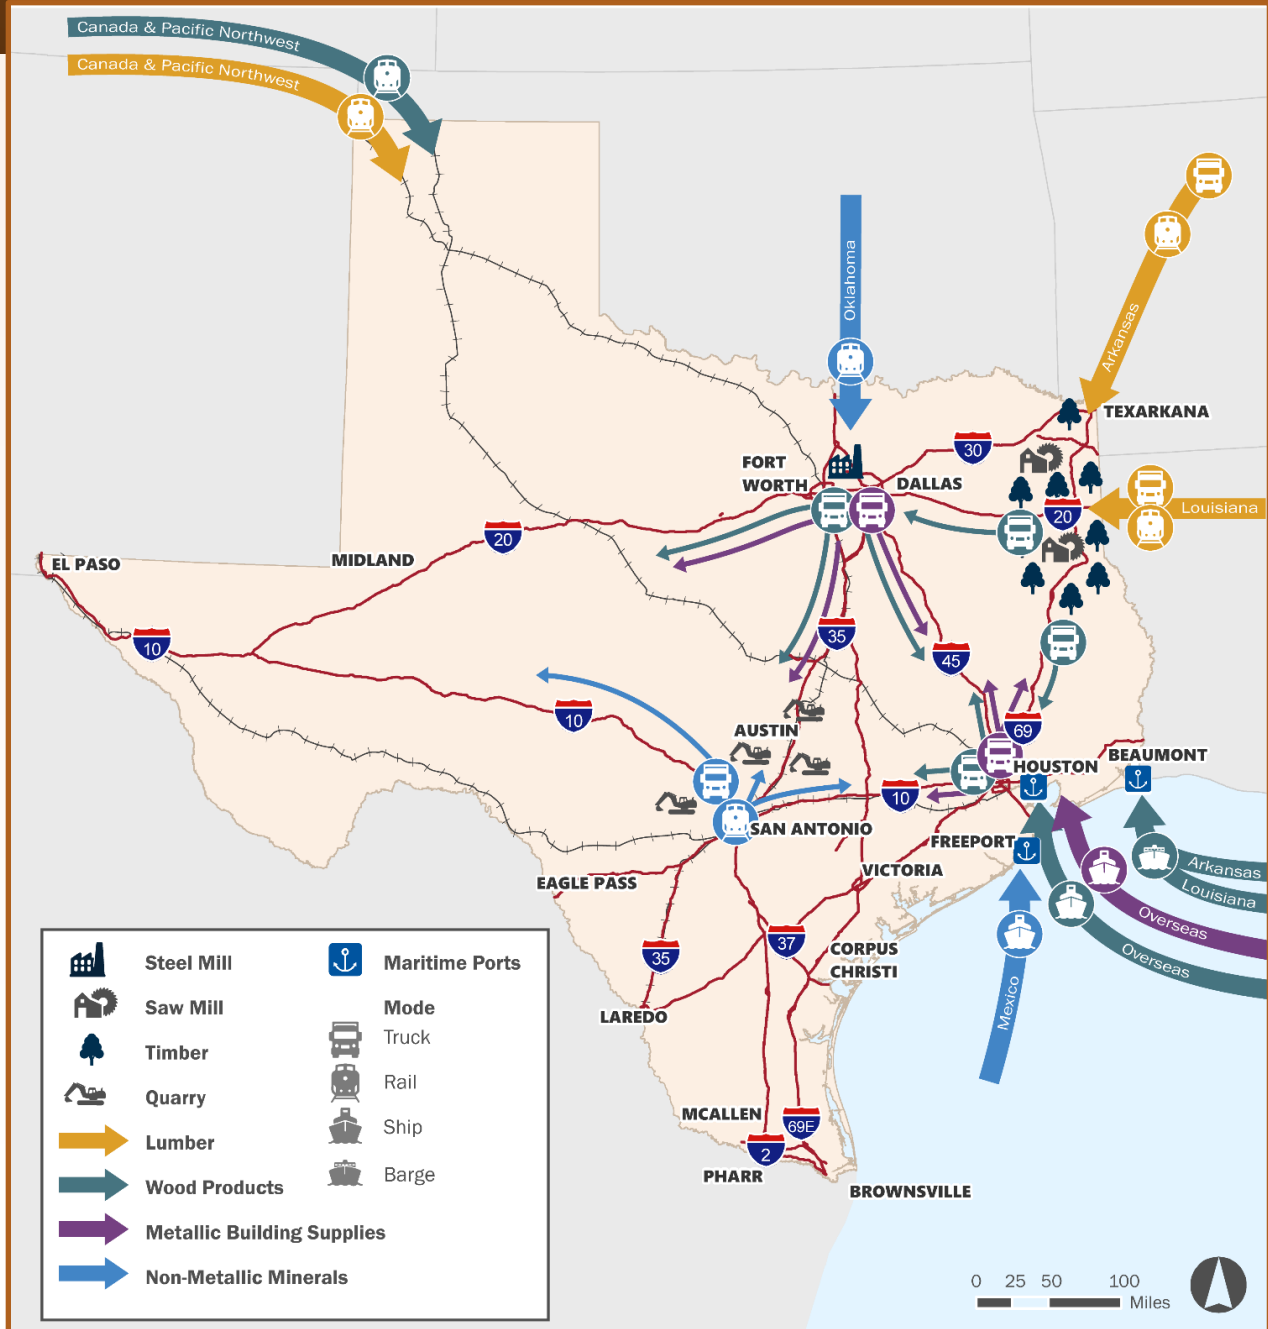 Canada & Pacific Northwest
Canada & Pacific Northwest
Oklahoma
Arkansas
TEXARKANA
30
FORT
WORTH
DALLAS
20
Louisiana
20
MIDLAND
EL PASO
10
35
45
10
69
AUSTIN
HOUSTON
BEAUMONT
10
SAN ANTONIO
FREEPORT
VICTORIA
EAGLE PASS
Arkansas
Louisiana
Overseas
Overseas
37
CORPUS
CHRISTI
35
Mexico
LAREDO
MCALLEN
69E
2
PHARR
BROWNSVILLE
Steel Mill
Saw Mill
Timber
Quarry
Lumber
Wood Products
Metallic Building Supplies
Non-Metallic Minerals
Maritime Ports
Mode
Truck
Rail
Ship
Barge
0 25 50 100
Miles